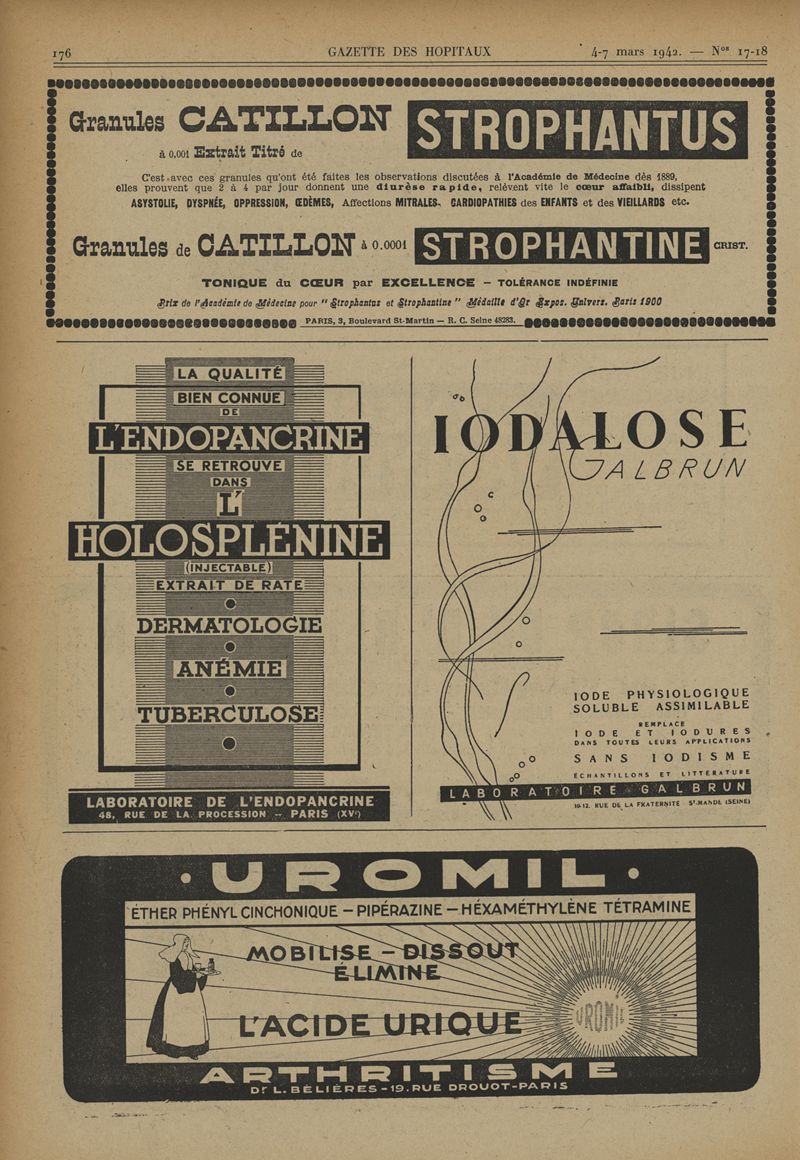 176 GAZETTE DES HOPITAUX 4-7 mars 1942. — Nos 17-18
Granules CATILLON STROPHANTUS
à 0.001 Extrait Titré de
C'est avec ces granules qu'ont été faites les observations discutées à l'Académie de Médecine dès 1889,
elles prouvent que 2 à 4 par jour donnent une diurèse rapide, relèvent vite le cœur affaibli, dissipent
ASYSTOLIE, DYSPNÉE, OPPRESSION, ŒDÈMES, Affections MITRALES, CARDIOPATHIES des ENFANTS et des VIEILLARDS etc.
Granules de CATILLON à 0.0001 STROPHANTINE CRIST.
TONIQUE du CŒUR par EXCELLENCE — TOLÉRANCE INDÉFINIE
Prix de l'Académie de Médecine pour "Strophantus et Strophantine" Médaille d'Or Expos. Univers. Paris 1900
PARIS, 3, Boulevard St-Martin — R. C. Seine 48283.
LA QUALITÉ
BIEN CONNUE
DE
L'ENDOPANCRINE
SE RETROUVE
DANS
L'
HOLOSPLÉNINE
(INJECTABLE)
EXTRAIT DE RATE
DERMATOLOGIE
ANÉMIE
TUBERCULOSE
LABORATOIRE DE L'ENDOPANCRINE
48, RUE DE LA PROCESSION -- PARIS (XVe)
IODALOSE
GALBRUN
IODE PHYSIOLOGIQUE
SOLUBLE ASSIMILABLE
REMPLACE
IODE ET IODURES
DANS TOUTES LEURS APPLICATIONS
SANS IODISME
ÉCHANTILLONS ET LITTÉRATURE
LABORATOIRE GALBRUN
10-12, RUE DE LA FRATERNITÉ ST-MANDÉ (SEINE)
• UROMIL •
ÉTHER PHÉNYL CINCHONIQUE — PIPÉRAZINE — HÉXAMÉTHYLÈNE TÉTRAMINE
MOBILISE — DISSOUT
ÉLIMINE
L'ACIDE URIQUE
UROMIL
ARTHRITISME
Dr L. BÉLIÈRES - 19. RUE DROUOT - PARIS